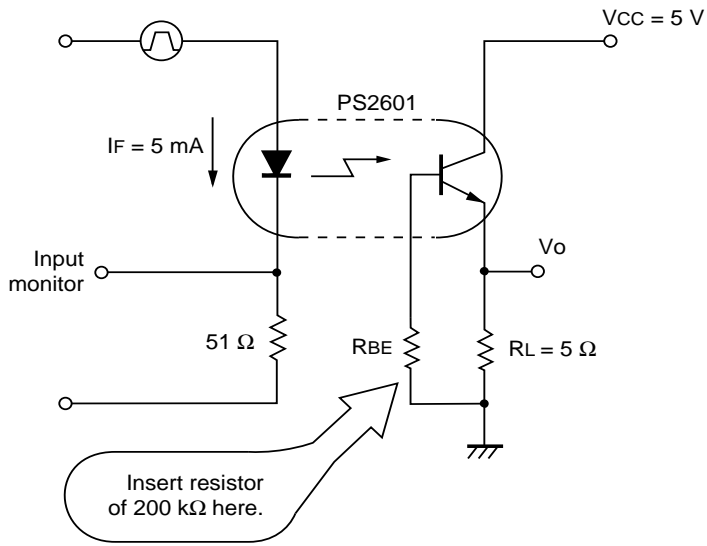 VCC = 5 V
PS2601
IF = 5 mA
Input
monitor
Vo
51 Ω
RBE
RL = 5 Ω
Insert resistor
of 200 kΩ here.